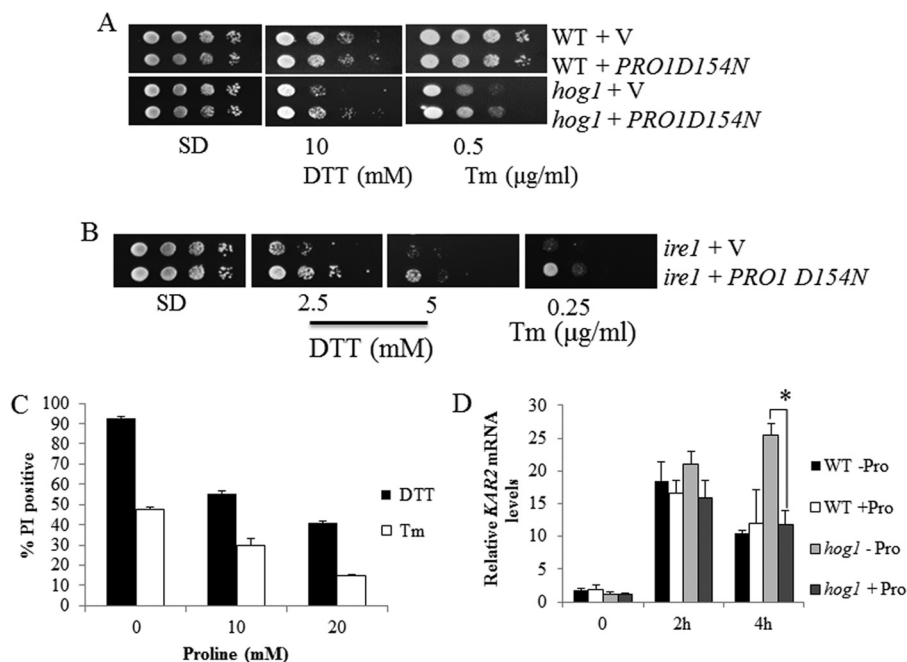 A
WT + V
WT + PRO1D154N
hog1 + V
hog1 + PRO1D154N
SD
10
0.5
DTT (mM)
Tm (μg/ml)
B
ire1 + V
ire1 + PRO1 D154N
SD
2.5
5
0.25
DTT (mM)
Tm (μg/ml)
C
% PI positive
100
90
80
70
60
50
40
30
20
10
0
DTT
Tm
0
10
20
Proline (mM)
D
Relative KAR2 mRNA
levels
30
25
20
15
10
5
0
*
WT -Pro
WT +Pro
hog1 - Pro
hog1 + Pro
0
2h
4h